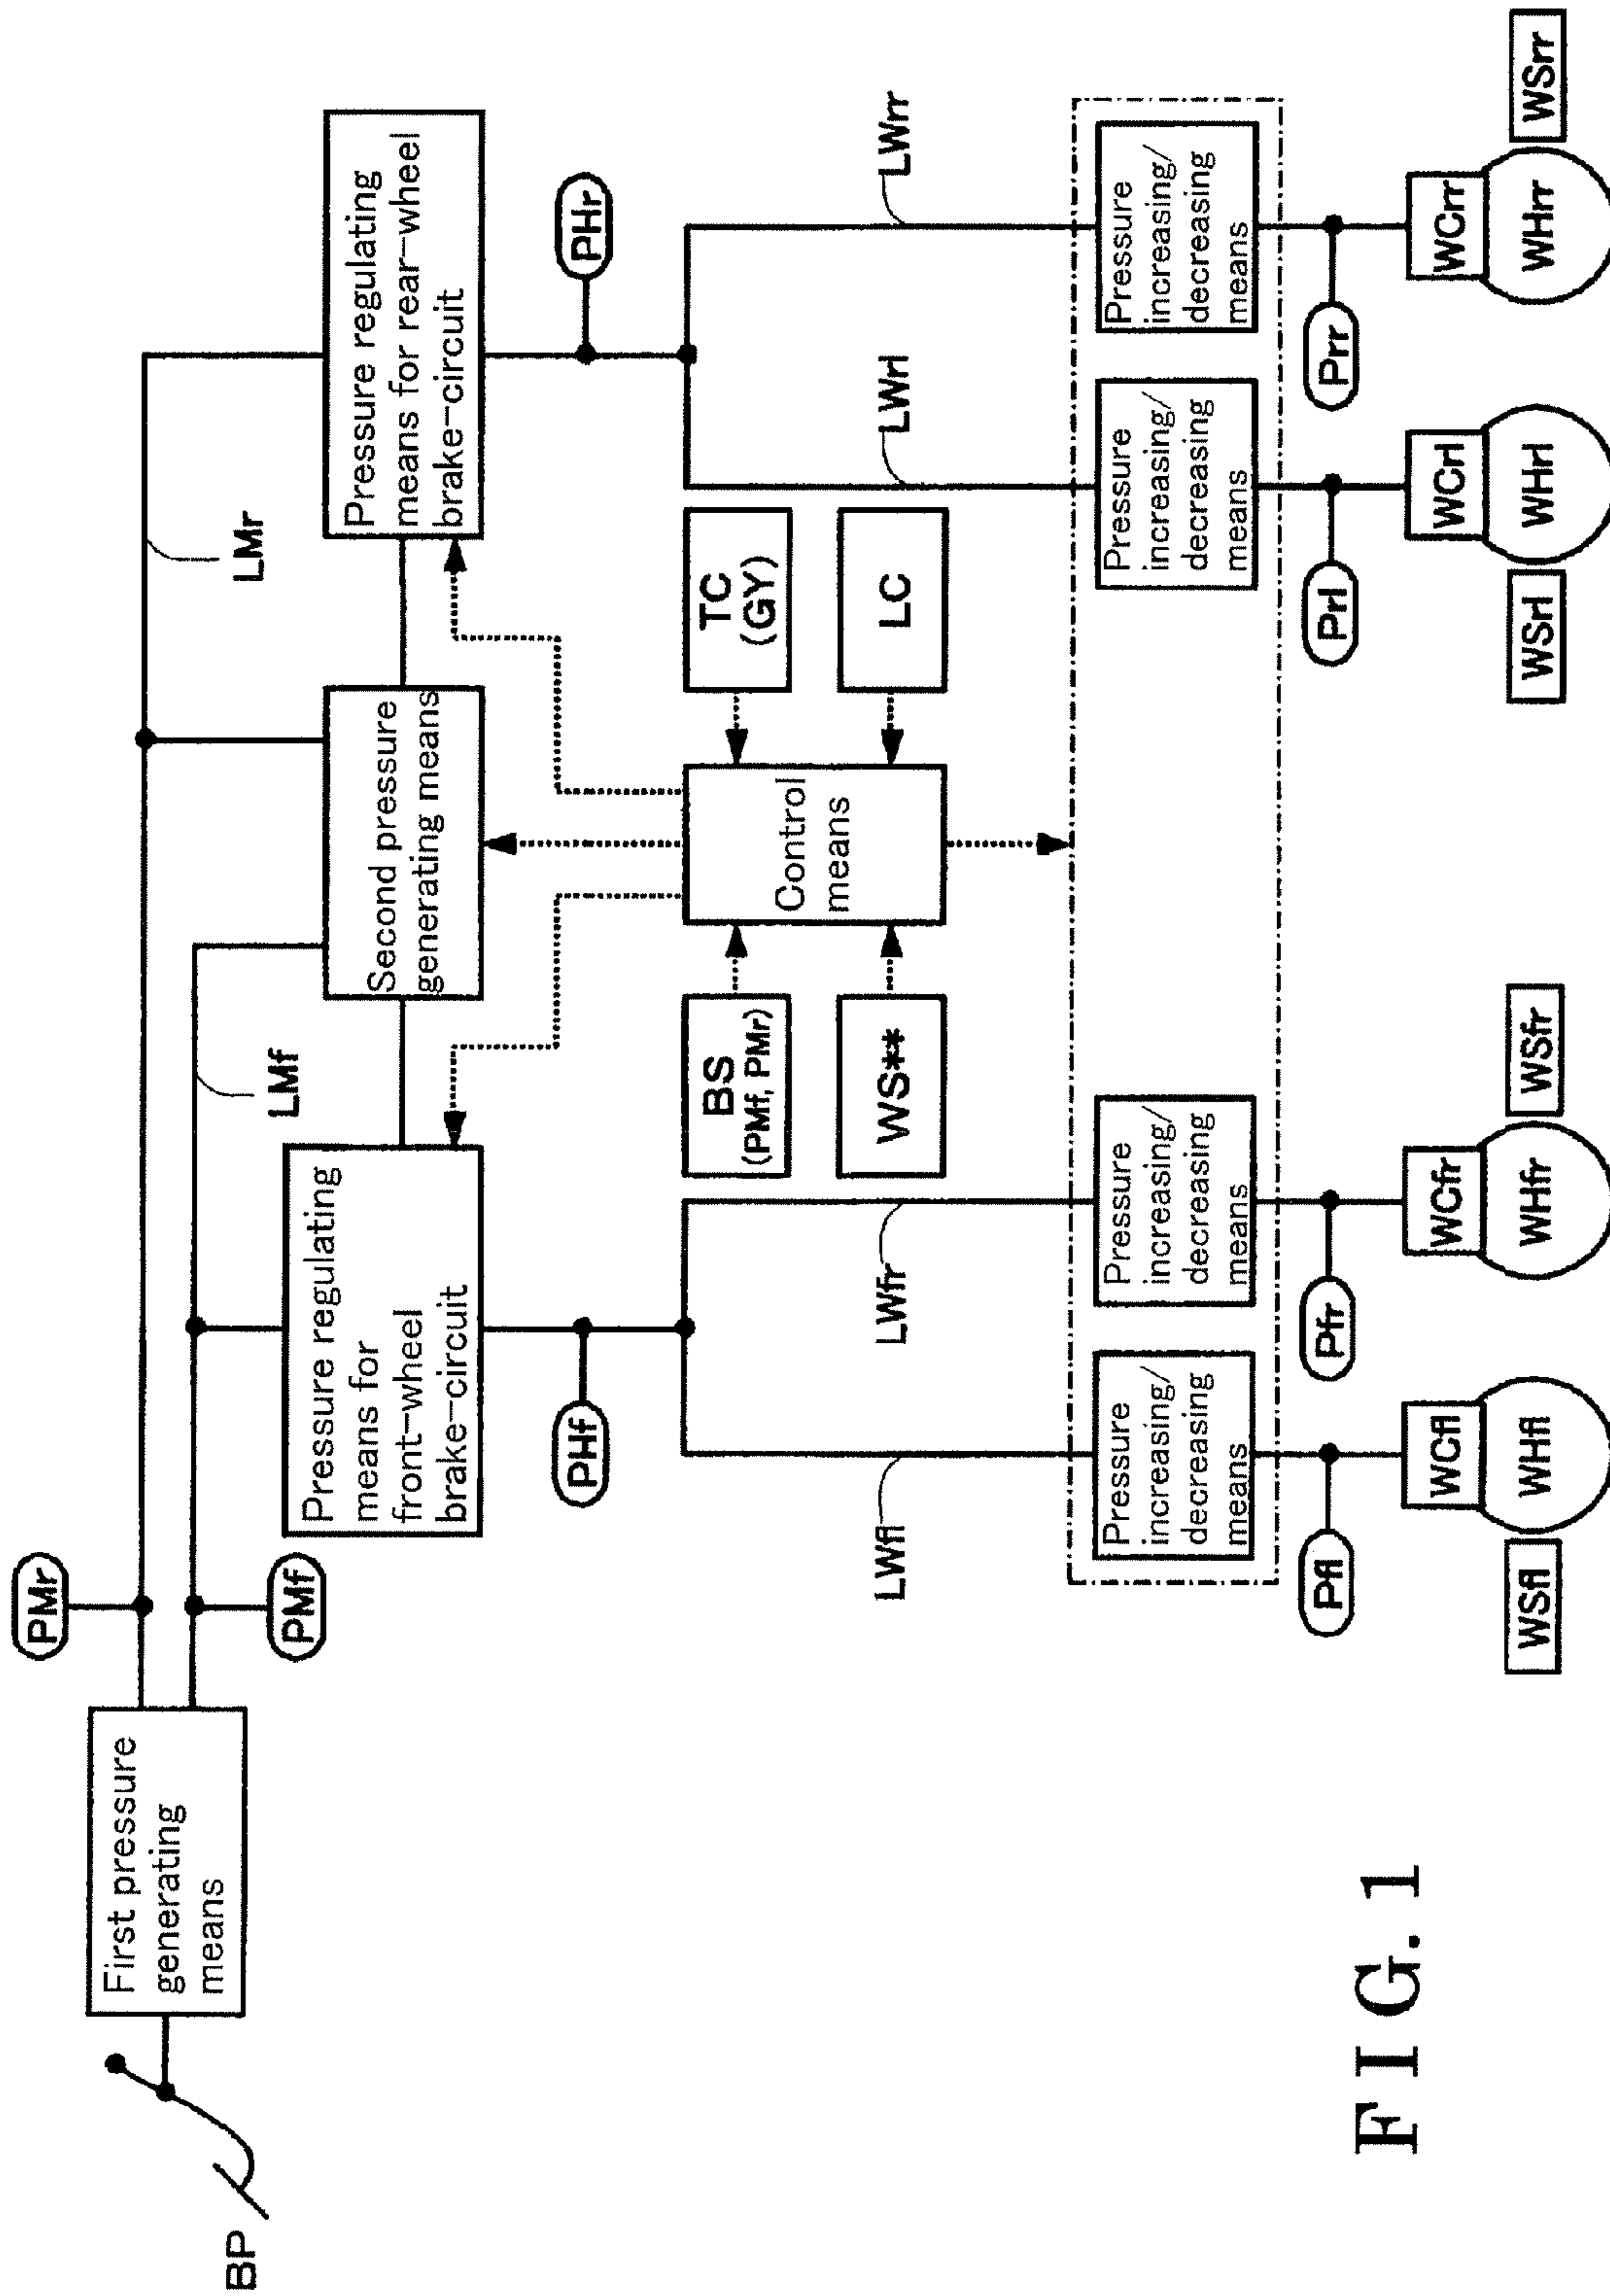 BP
First pressure
generating
means
PMr
PMf
LMr
LMf
Pressure regulating
means for
front-wheel
brake-circuit
Second pressure
generating means
Pressure regulating
means for rear-wheel
brake-circuit
PHf
PHr
BS
(PMf, PMr)
WS**
Control
means
TC
(GY)
LC
LWfl
LWfr
LWrl
LWrr
Pressure
increasing/
decreasing
means
Pressure
increasing/
decreasing
means
Pressure
increasing/
decreasing
means
Pressure
increasing/
decreasing
means
Pfl
Pfr
Prl
Prr
WCfl
WCfr
WCrl
WCrr
WSfl
WHfl
WHfr
WSfr
WSrl
WHrl
WHrr
WSrr
FIG. 1